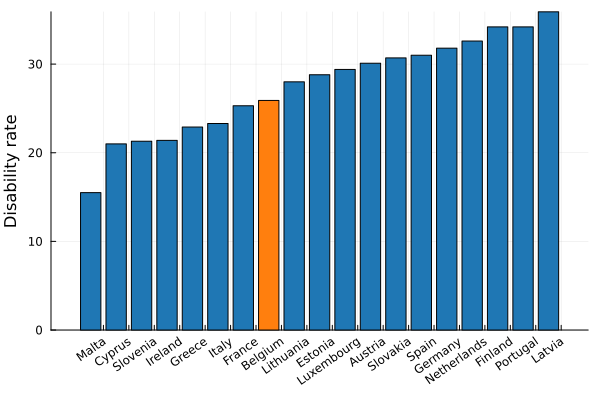 Disability rate
30
20
10
0
Malta
Cyprus
Slovenia
Ireland
Greece
Italy
France
Belgium
Lithuania
Estonia
Luxembourg
Austria
Slovakia
Spain
Germany
Netherlands
Finland
Portugal
Latvia